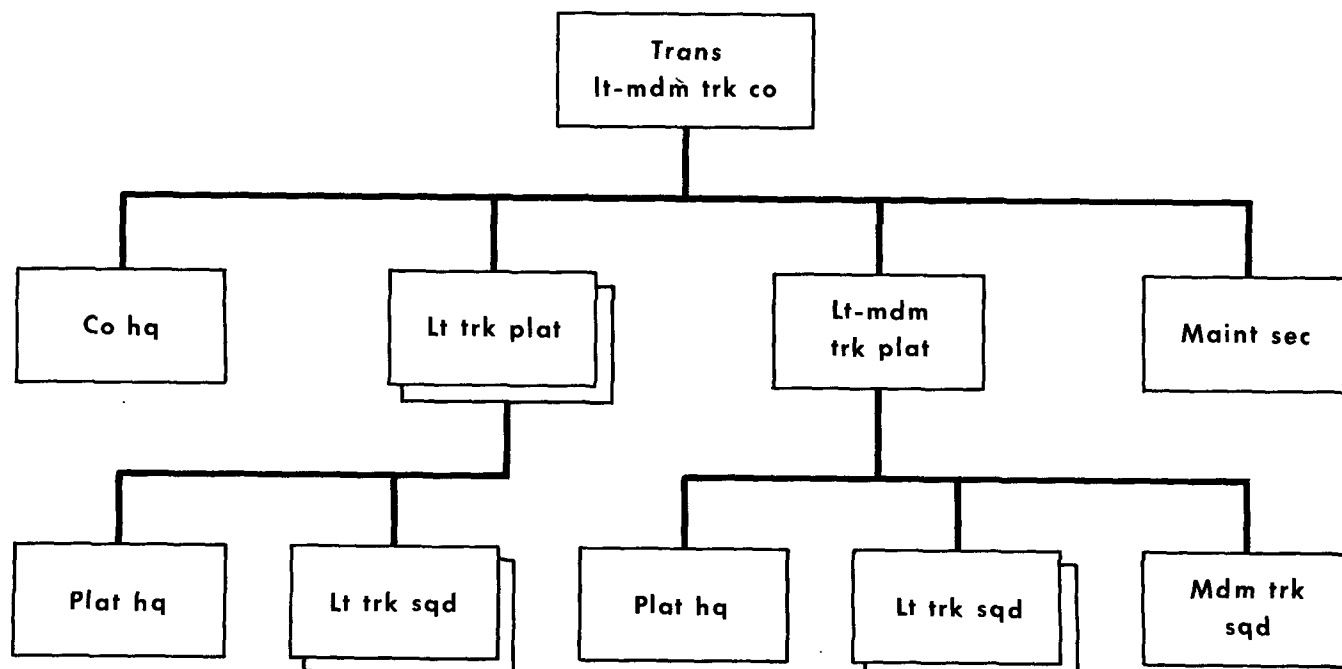 Trans
lt-mdm trk co
Co hq
Lt trk plat
Lt-mdm
trk plat
Maint sec
Plat hq
Lt trk sqd
Plat hq
Lt trk sqd
Mdm trk
sqd